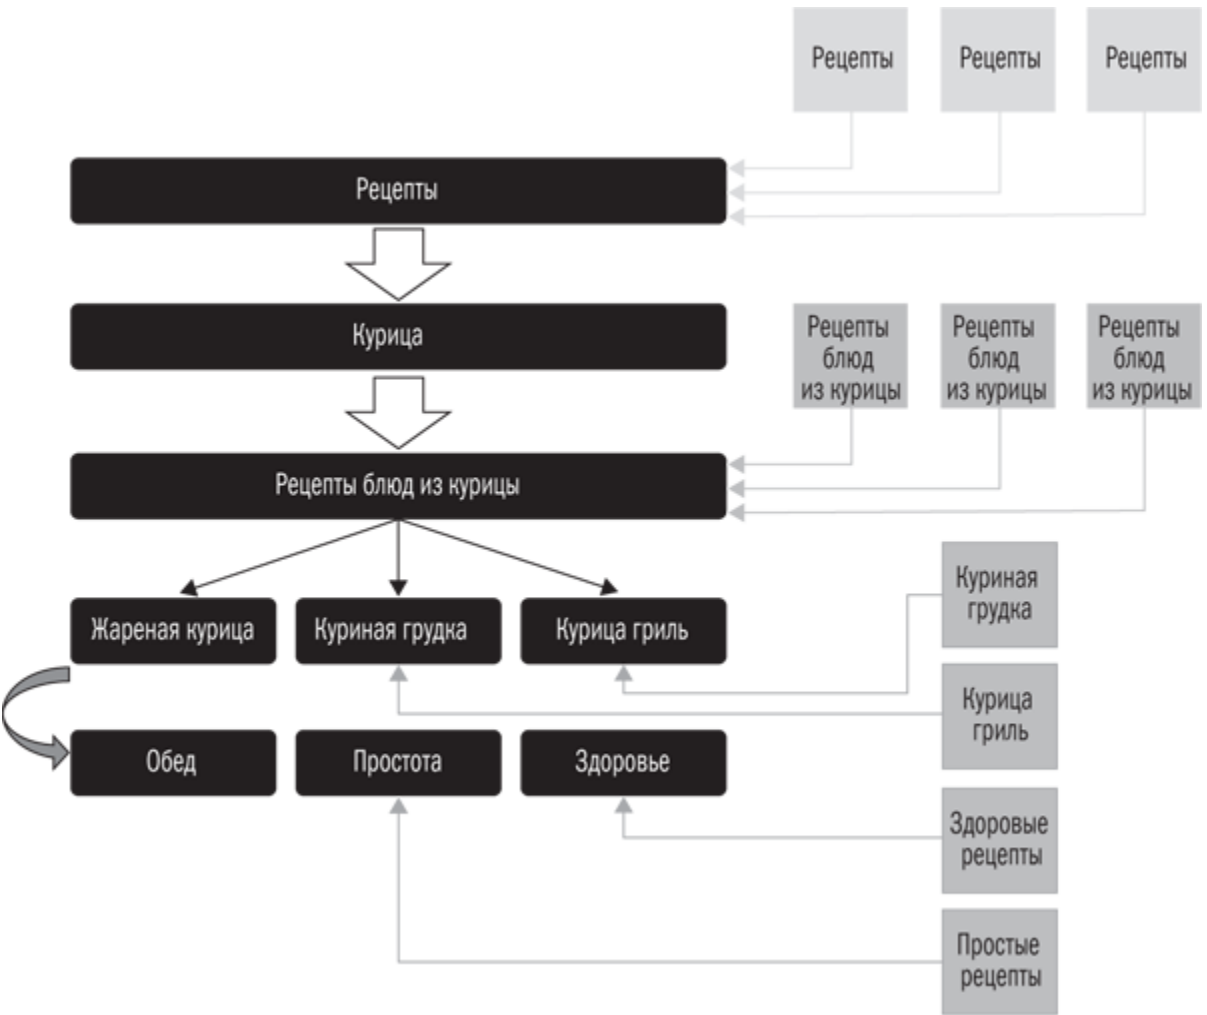 Рецепты
Рецепты
Рецепты
Рецепты
Курица
Рецепты
блюд
из курицы
Рецепты
блюд
из курицы
Рецепты
блюд
из курицы
Рецепты блюд из курицы
Жареная курица
Куриная грудка
Курица гриль
Куриная
грудка
Курица
гриль
Обед
Простота
Здоровье
Здоровые
рецепты
Простые
рецепты